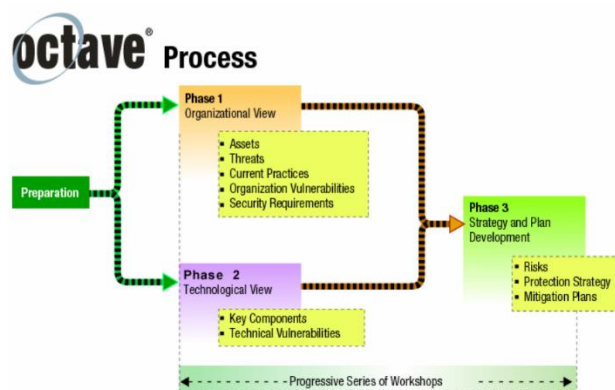 octave® Process
Phase 1
Organizational View
Assets
Threats
Current Practices
Organization Vulnerabilities
Security Requirements
Preparation
Phase 2
Technological View
Key Components
Technical Vulnerabilities
Phase 3
Strategy and Plan
Development
Risks
Protection Strategy
Mitigation Plans
Progressive Series of Workshops